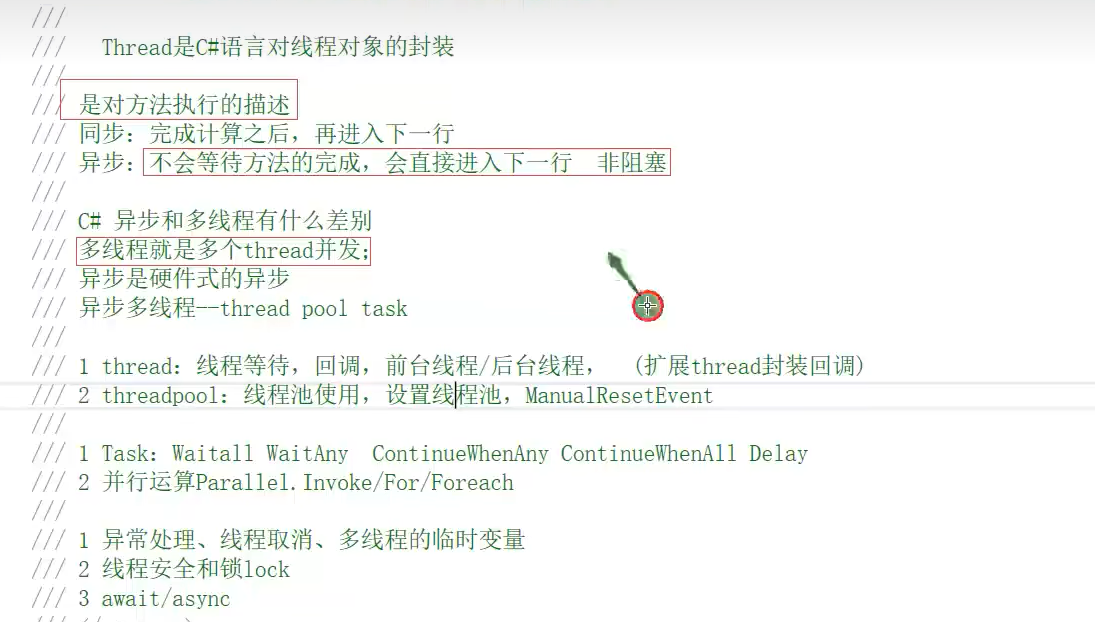 ///
/// Thread是C#语言对线程对象的封装
///
/// 是对方法执行的描述
/// 同步：完成计算之后，再进入下一行
/// 异步：不会等待方法的完成，会直接进入下一行 非阻塞
///
/// C# 异步和多线程有什么差别
/// 多线程就是多个thread并发；
/// 异步是硬件式的异步
/// 异步多线程--thread pool task
///
/// 1 thread：线程等待，回调，前台线程/后台线程， (扩展thread封装回调)
/// 2 threadpool：线程池使用，设置线程池，ManualResetEvent
///
/// 1 Task：Waitall WaitAny ContinueWhenAny ContinueWhenAll Delay
/// 2 并行运算Parallel.Invoke/For/Foreach
///
/// 1 异常处理、线程取消、多线程的临时变量
/// 2 线程安全和锁lock
/// 3 await/async